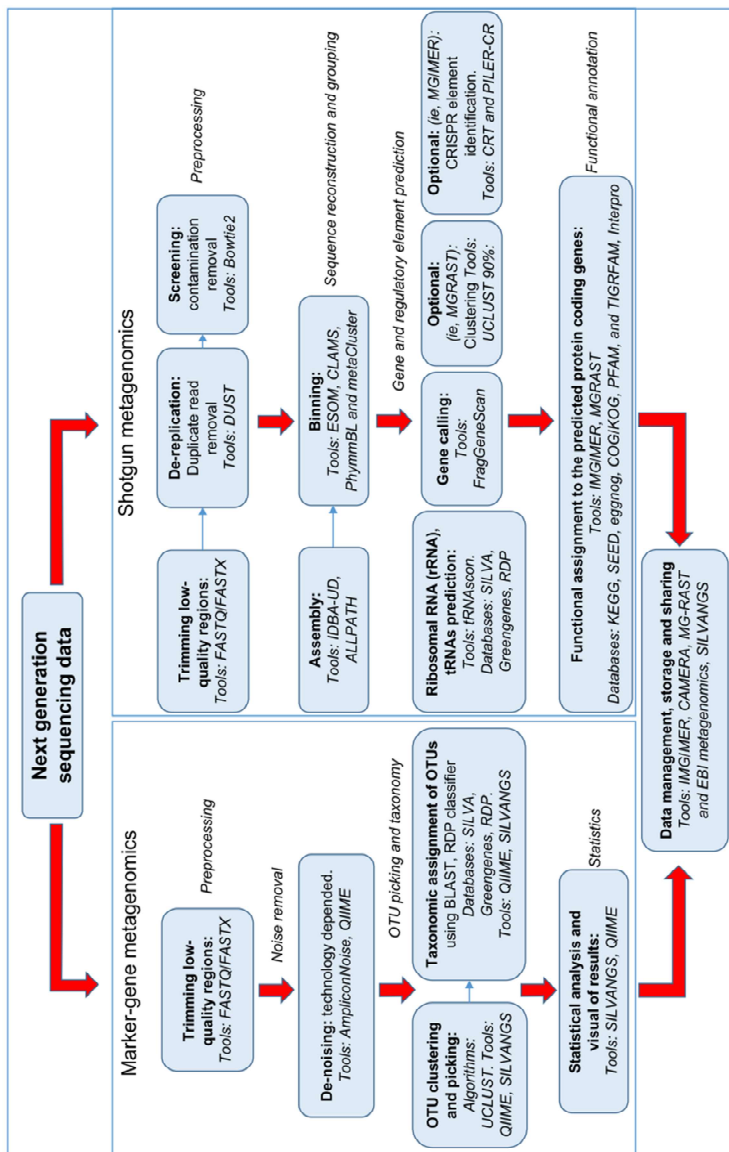 Next generation
sequencing data
Marker-gene metagenomics
Preprocessing
Trimming low-
quality regions:
Tools: FASTQ/FASTX
Noise removal
De-noising: technology depended.
Tools: AmpliconNoise, QIIME
OTU picking and taxonomy
OTU clustering
and picking:
Algorithms:
UCLUST. Tools:
QIIME, SILVANGS
Taxonomic assignment of OTUs
using BLAST, RDP classifier
Databases: SILVA,
Greengenes, RDP.
Tools: QIIME, SILVANGS
Statistics
Statistical analysis and
visual of results:
Tools: SILVANGS, QIIME
Shotgun metagenomics
Preprocessing
Trimming low-
quality regions:
Tools: FASTQ/FASTX
De-replication:
Duplicate read
removal
Tools: DUST
Screening:
contamination
removal
Tools: Bowtie2
Sequence reconstruction and grouping
Assembly:
Tools: IDBA-UD,
ALLPATH
Binning:
Tools: ESOM, CLAMS,
PhymmBL and metaCluster
Gene and regulatory element prediction
Ribosomal RNA (rRNA),
tRNAs prediction:
Tools: tRNAscon.
Databases: SILVA,
Greengenes, RDP
Gene calling:
Tools:
FragGeneScan
Optional:
(ie, MGRAST):
Clustering Tools:
UCLUST 90%:
Optional: (ie, MGIMER):
CRISPR element
identification.
Tools: CRT and PILER-CR
Functional annotation
Functional assignment to the predicted protein coding genes:
Tools: IMG/MER, MGRAST
Databases: KEGG, SEED, eggnog, COG/KOG, PFAM, and TIGRFAM, Interpro
Data management, storage and sharing
Tools: IMG/MER, CAMERA, MG-RAST
and EBI metagenomics, SILVANGS